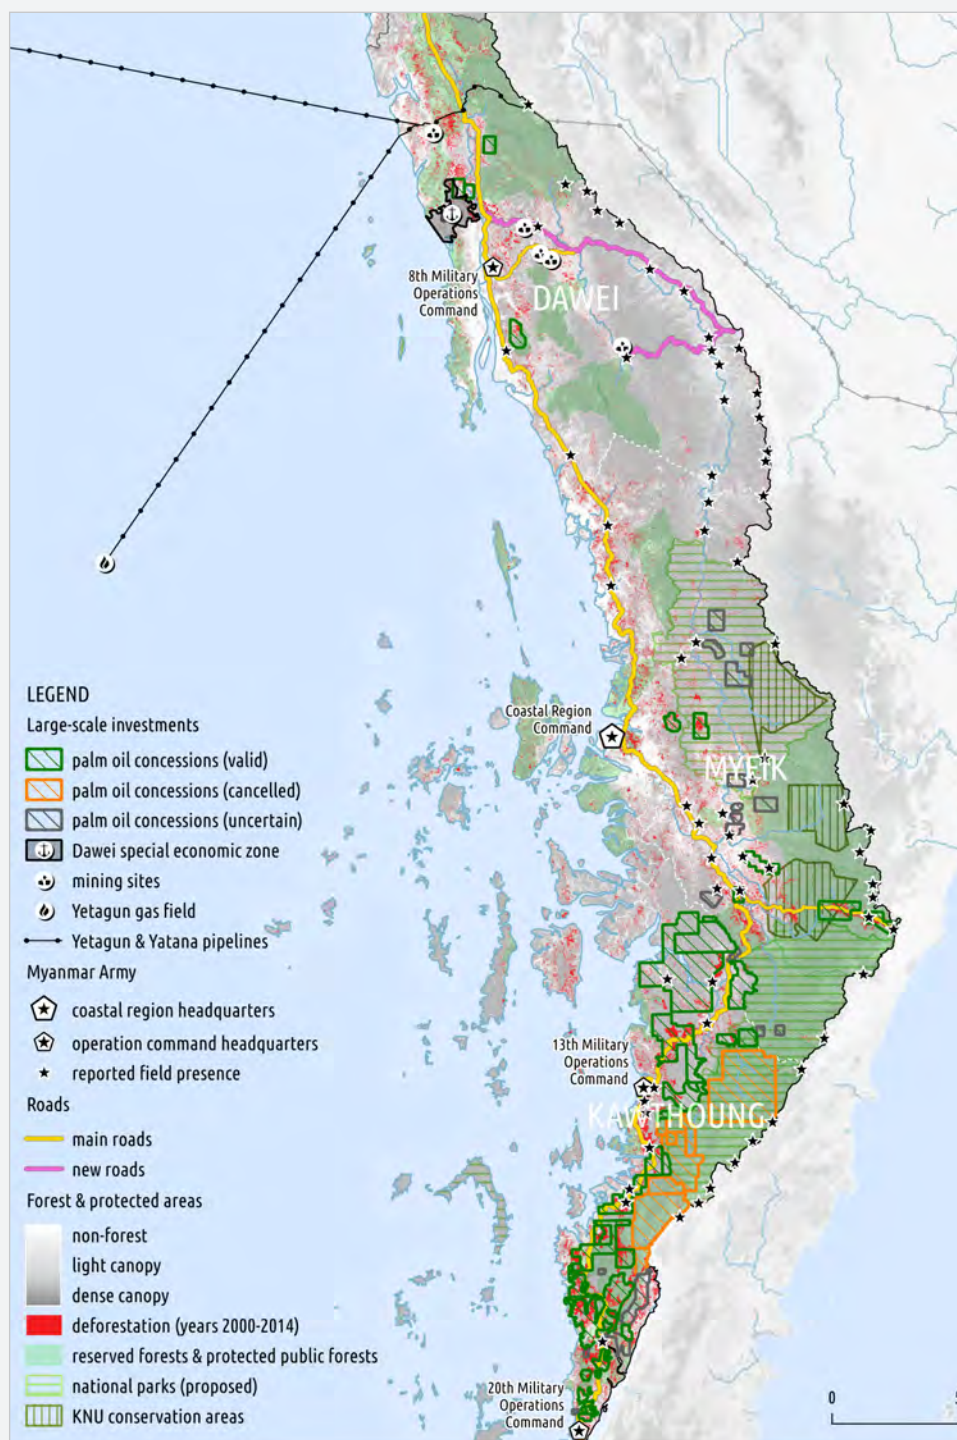 8th Military
Operations
Command
DAWEI
Coastal Region
Command
MYEIK
13th Military
Operations
Command
KAWTHOUNG
20th Military
Operations
Command
LEGEND
Large-scale investments
palm oil concessions (valid)
palm oil concessions (cancelled)
palm oil concessions (uncertain)
Dawei special economic zone
mining sites
Yetagun gas field
Yetagun & Yatana pipelines
Myanmar Army
coastal region headquarters
operation command headquarters
reported field presence
Roads
main roads
new roads
Forest & protected areas
non-forest
light canopy
dense canopy
deforestation (years 2000-2014)
reserved forests & protected public forests
national parks (proposed)
KNU conservation areas
0